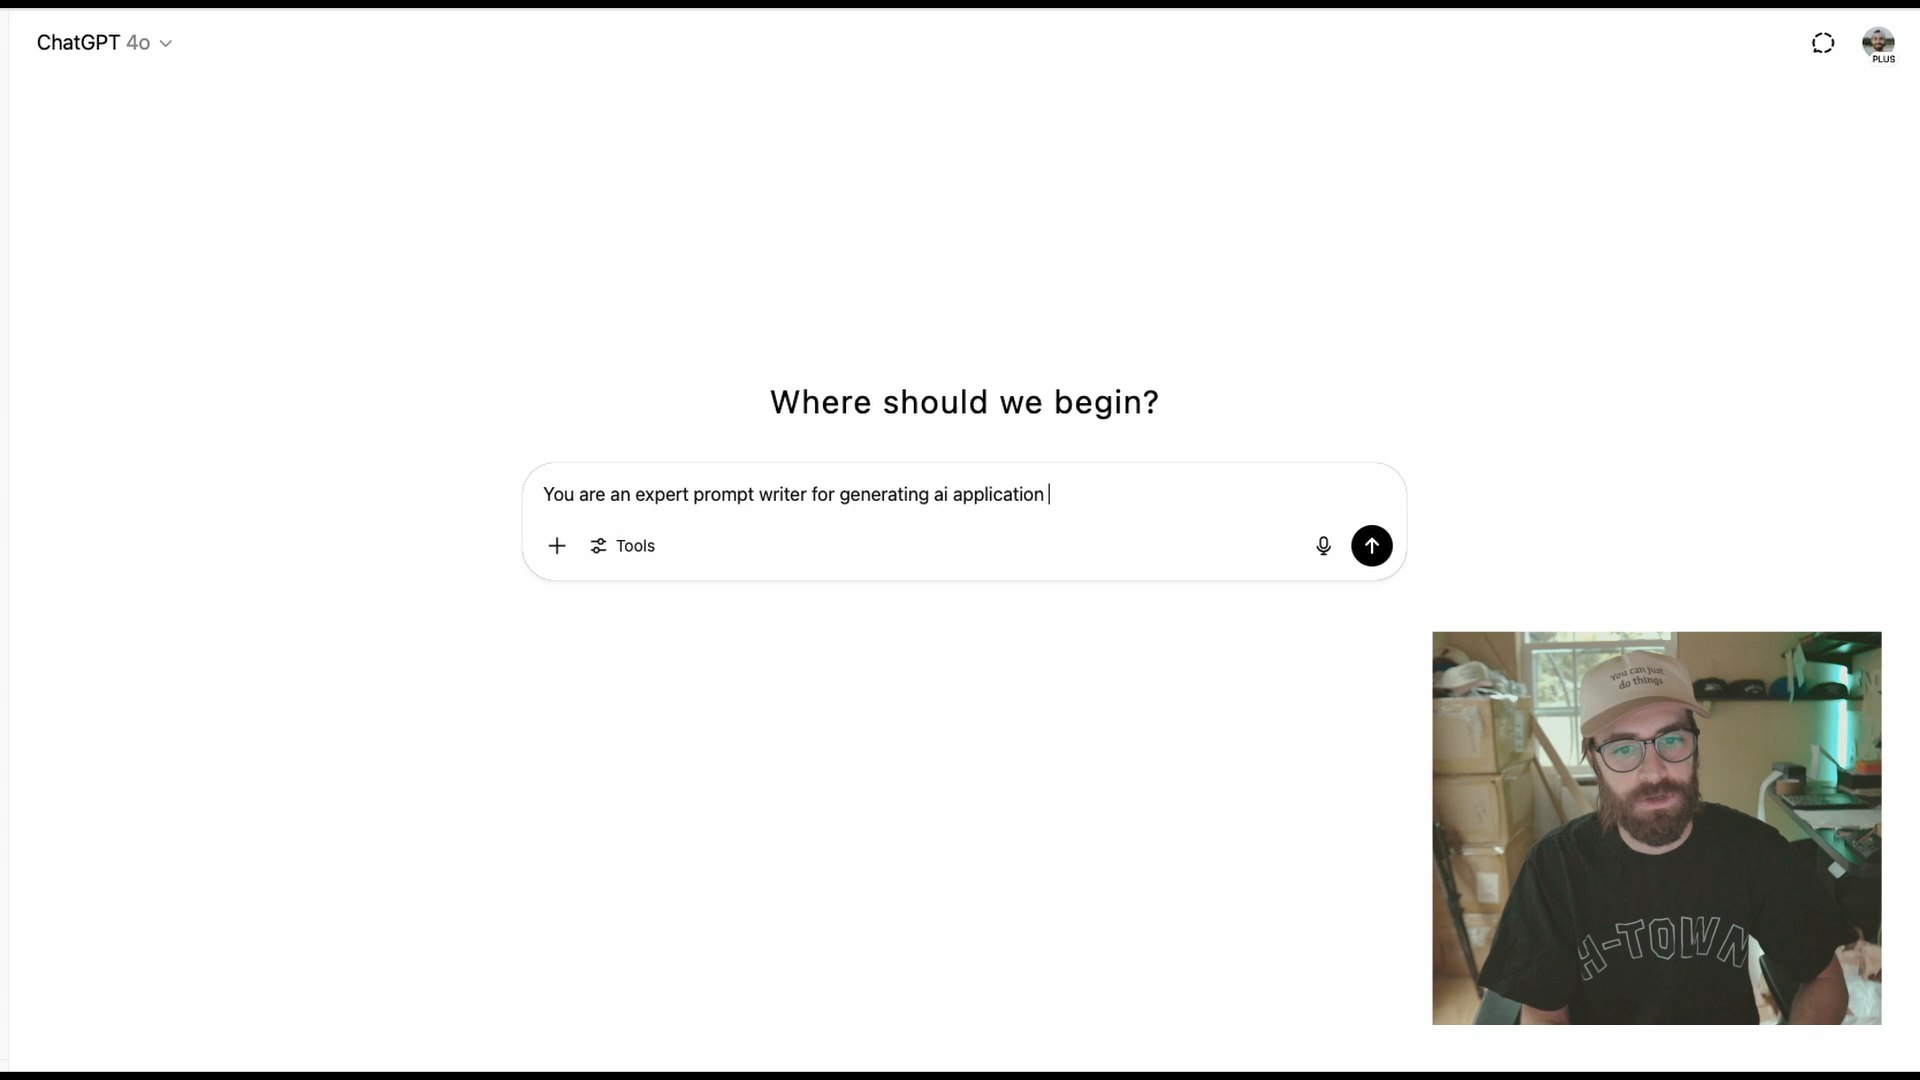 ChatGPT 4o
PLUS
Where should we begin?
You are an expert prompt writer for generating ai application
Tools
you can just
do things
H-TOWN